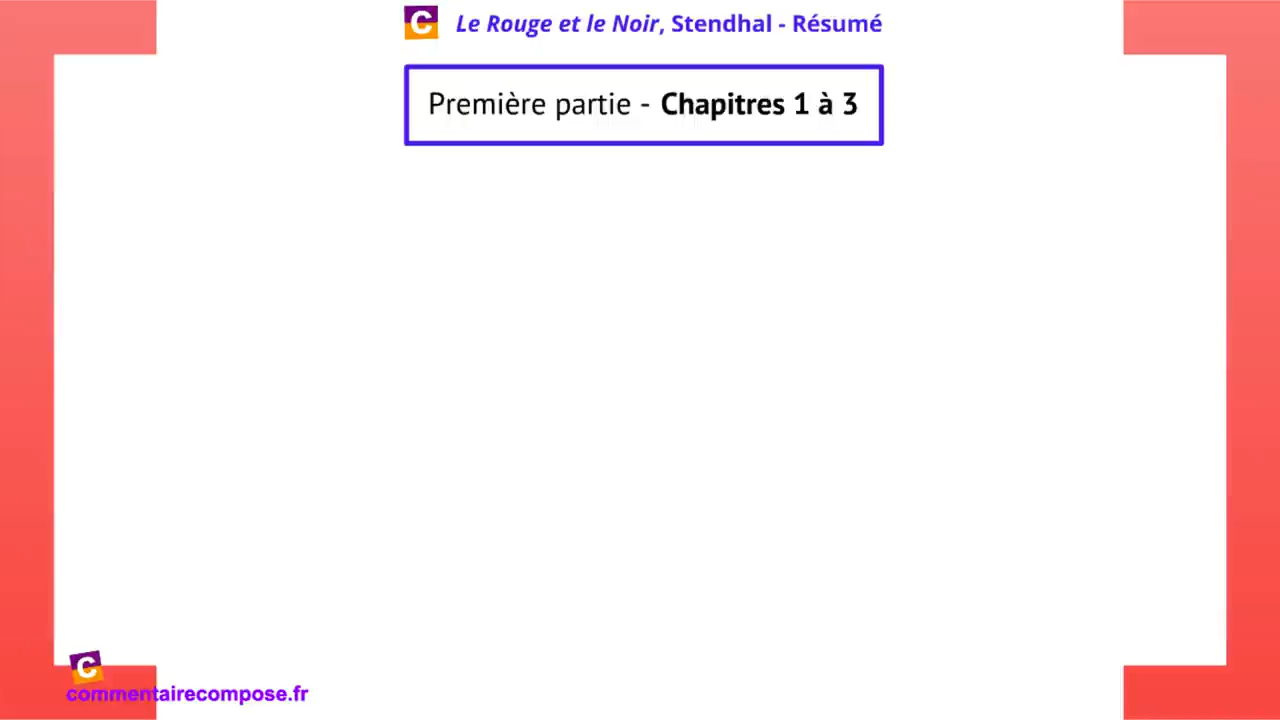 C Le Rouge et le Noir, Stendhal - Résumé
Première partie - Chapitres 1 à 3
C
commentairecompose.fr